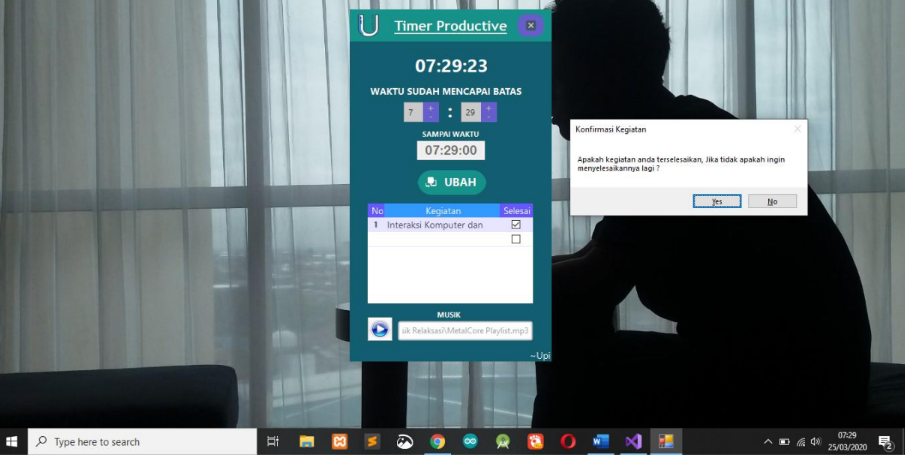 Timer Productive
07:29:23
WAKTU SUDAH MENCAPAI BATAS
7 + - : 29 + -
SAMPAI WAKTU
07:29:00
UBAH
No Kegiatan Selesai
1 Interaksi Komputer dan
MUSIK
ik Relaksasi\MetalCore Playlist.mp3
~Upi
Konfirmasi Kegiatan
Apakah kegiatan anda terselesaikan, Jika tidak apakah ingin
menyelesaikannya lagi ?
Yes No
Type here to search
07:29
25/03/2020
2